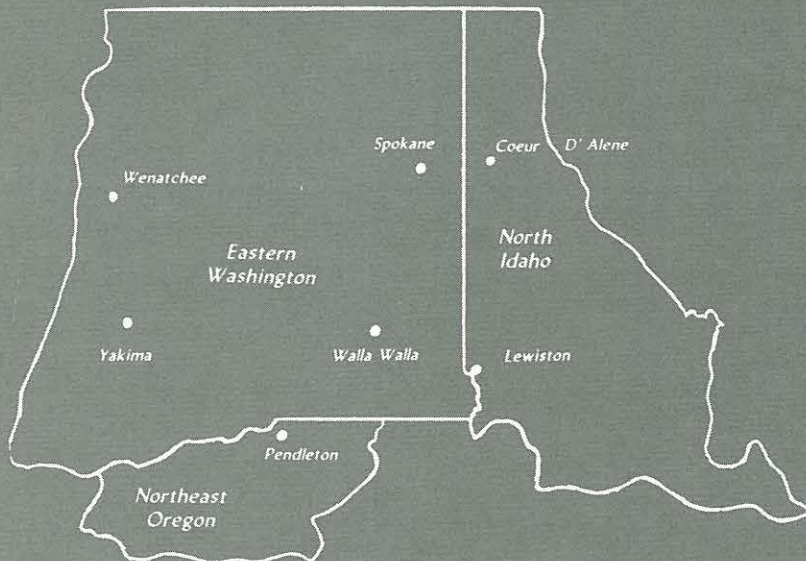 Spokane
Coeur D' Alene
Wenatchee
Eastern
Washington
North
Idaho
Yakima
Walla Walla
Lewiston
Pendleton
Northeast
Oregon